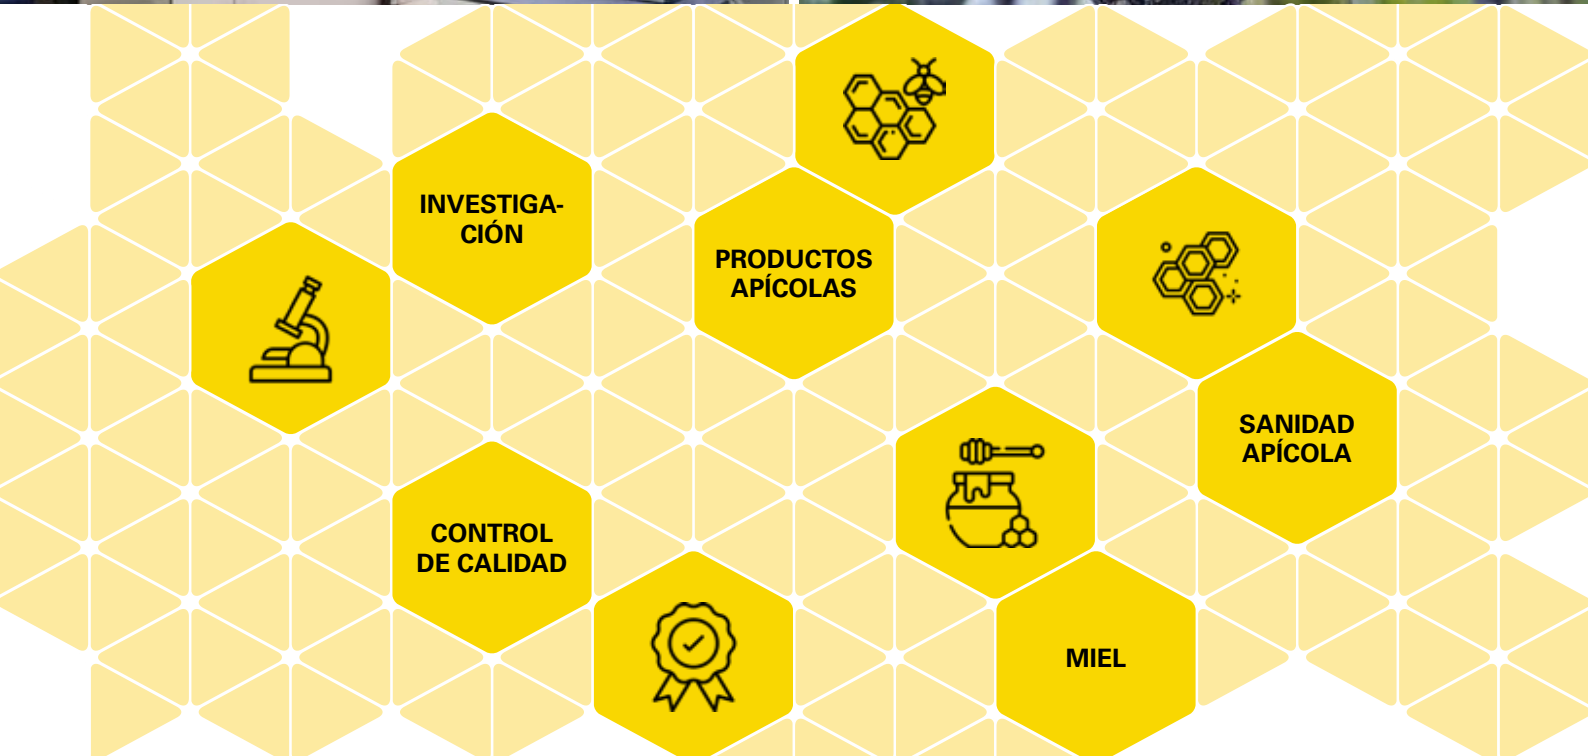 INVESTIGA-
CIÓN
PRODUCTOS
APÍCOLAS
SANIDAD
APÍCOLA
CONTROL
DE CALIDAD
MIEL